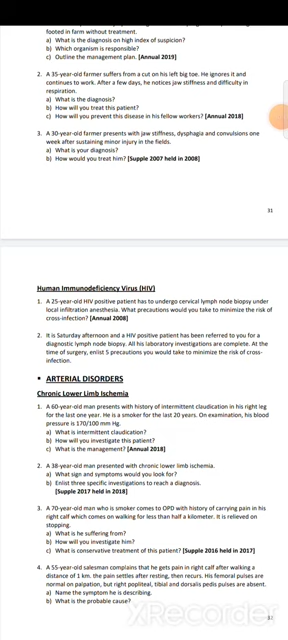 footed in farm without treatment.
a) What is the diagnosis on high index of suspicion?
b) Which organism is responsible?
c) Outline the management plan. [Annual 2019]
2. A 35-year-old farmer suffers from a cut on his left big toe. He ignores it and
continues to work. After a few days, he notices jaw stiffness and difficulty in
respiration.
a) What is the diagnosis?
b) How will you treat this patient?
c) How will you prevent this disease in his fellow workers? [Annual 2018]
3. A 30-year-old farmer presents with jaw stiffness, dysphagia and convulsions one
week after sustaining minor injury in the fields.
a) What is your diagnosis?
b) How would you treat him? [Supple 2007 held in 2008]
31
Human Immunodeficiency Virus (HIV)
1. A 25-year-old HIV positive patient has to undergo cervical lymph node biopsy under
local infiltration anesthesia. What precautions would you take to minimize the risk of
cross-infection? [Annual 2008]
2. It is Saturday afternoon and a HIV positive patient has been referred to you for a
diagnostic lymph node biopsy. All his laboratory investigations are complete. At the
time of surgery, enlist 5 precautions you would take to minimize the risk of cross-
infection.
• ARTERIAL DISORDERS
Chronic Lower Limb Ischemia
1. A 60-year-old man presents with history of intermittent claudication in his right leg
for the last one year. He is a smoker for the last 20 years. On examination, his blood
pressure is 170/100 mm Hg.
a) What is intermittent claudication?
b) How will you investigate this patient?
c) What is the management? [Annual 2018]
2. A 38-year-old man presented with chronic lower limb ischemia.
a) What sign and symptoms would you look for?
b) Enlist three specific investigations to reach a diagnosis.
[Supple 2017 held in 2018]
3. A 70-year-old man who is smoker comes to OPD with history of carrying pain in his
right calf which comes on walking for less than half a kilometer. It is relieved on
stopping.
a) What is he suffering from?
b) How will you investigate him?
c) What is conservative treatment of this patient? [Supple 2016 held in 2017]
4. A 55-year-old salesman complains that he gets pain in right calf after walking a
distance of 1 km. the pain settles after resting, then recurs. His femoral pulses are
normal on palpation, but right popliteal, tibial and dorsalis pedis pulses are absent.
a) Name the symptom he is describing.
b) What is the probable cause?
XRecorder